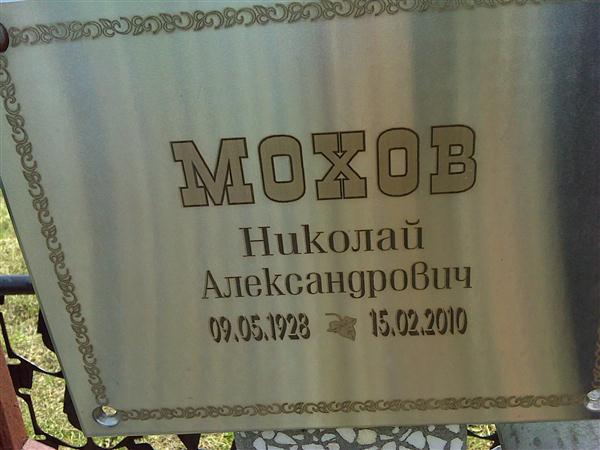 МОХОВ
Николай
Александрович
09.05.1928 15.02.2010